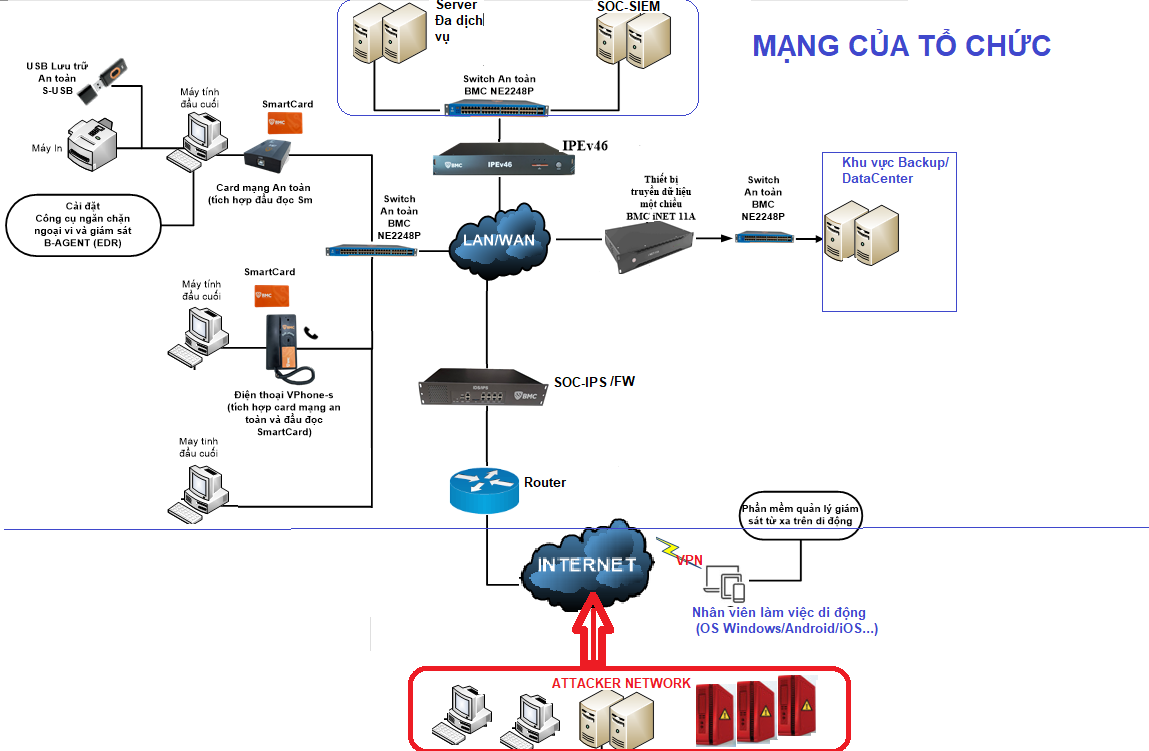 Server
Đa dịch
vụ
SOC-SIEM
MẠNG CỦA TỔ CHỨC
Switch An toàn
BMC NE2248P
USB Lưu trữ
An toàn
S-USB
Máy tính
đầu cuối
SmartCard
BMC
Máy In
Card mạng An toàn
(tích hợp đầu đọc Sm
Cài đặt
Công cụ ngăn chặn
ngoại vi và giám sát
B-AGENT (EDR)
IPEv46
BMC
IPEv46
Switch
An toàn
BMC
NE2248P
LAN/WAN
Thiết bị
truyền dữ liệu
một chiều
BMC iNET 11A
Switch
An toàn
BMC
NE2248P
Khu vực Backup/
DataCenter
Máy tính
đầu cuối
SmartCard
BMC
BMC
Điện thoại VPhone-s
(tích hợp card mạng an
toàn và đầu đọc
SmartCard)
IDS/IPS
BMC
SOC-IPS /FW
Máy tính
đầu cuối
Router
Phần mềm quản lý giám
sát từ xa trên di động
INTERNET
VPN
Nhân viên làm việc di động
(OS Windows/Android/iOS...)
ATTACKER NETWORK